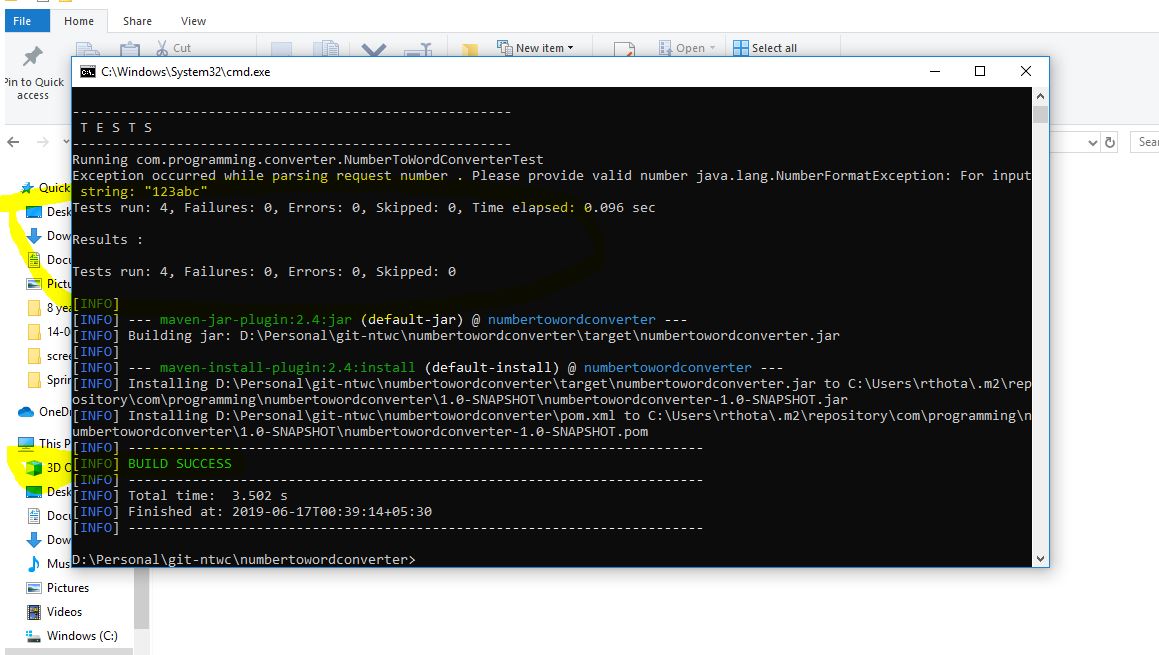 File Home Share View
Cut New item Open Select all
Pin to Quick
access
C:\Windows\System32\cmd.exe
-------------------------------------------------------
T E S T S
-------------------------------------------------------
Running com.programming.converter.NumberToWordConverterTest
Exception occurred while parsing request number . Please provide valid number java.lang.NumberFormatException: For input
string: "123abc"
Tests run: 4, Failures: 0, Errors: 0, Skipped: 0, Time elapsed: 0.096 sec
Results :
Tests run: 4, Failures: 0, Errors: 0, Skipped: 0
[INFO]
[INFO] --- maven-jar-plugin:2.4:jar (default-jar) @ numbertowordconverter ---
[INFO] Building jar: D:\Personal\git-ntwc\numbertowordconverter\target\numbertowordconverter.jar
[INFO]
[INFO] --- maven-install-plugin:2.4:install (default-install) @ numbertowordconverter ---
[INFO] Installing D:\Personal\git-ntwc\numbertowordconverter\target\numbertowordconverter.jar to C:\Users\rthota\.m2\rep
ository\com\programming\numbertowordconverter\1.0-SNAPSHOT\numbertowordconverter-1.0-SNAPSHOT.jar
[INFO] Installing D:\Personal\git-ntwc\numbertowordconverter\pom.xml to C:\Users\rthota\.m2\repository\com\programming\n
umbertowordconverter\1.0-SNAPSHOT\numbertowordconverter-1.0-SNAPSHOT.pom
[INFO] ------------------------------------------------------------------------
[INFO] BUILD SUCCESS
[INFO] ------------------------------------------------------------------------
[INFO] Total time:  3.502 s
[INFO] Finished at: 2019-06-17T00:39:14+05:30
[INFO] ------------------------------------------------------------------------
D:\Personal\git-ntwc\numbertowordconverter>
Sear
Quick
Desk
Dow
Docu
Pictu
8 yea
14-0
scree
Sprin
OneDr
This P
3D O
Desk
Docu
Dow
Mus
Pictures
Videos
Windows (C:)